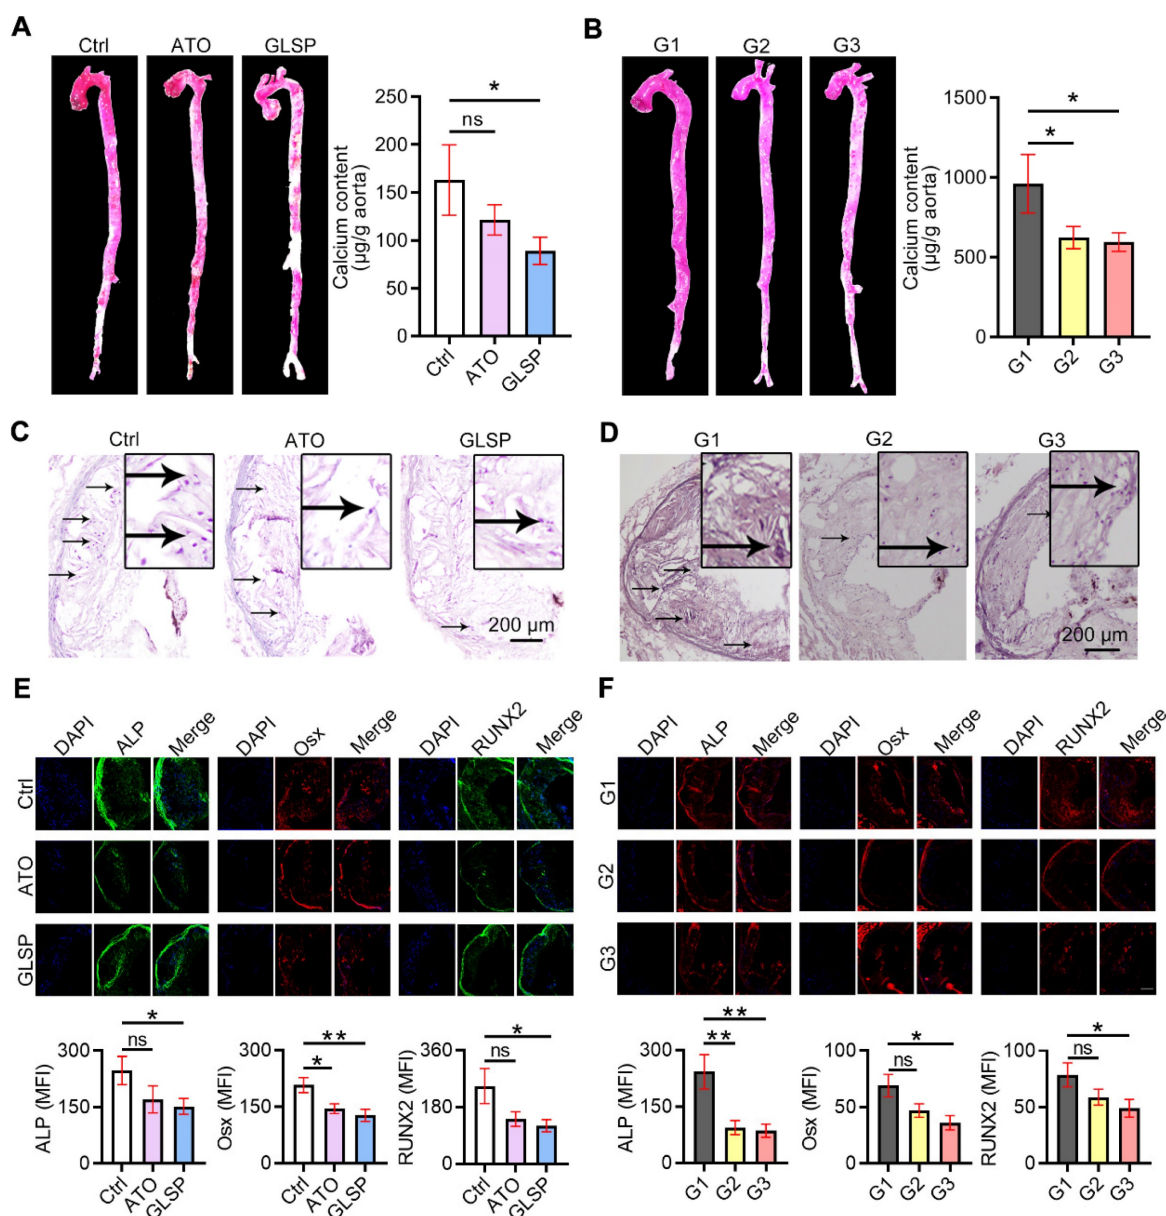 A
Ctrl ATO GLSP
Calcium content
(µg/g aorta)
250
200
150
100
50
0
*
ns
Ctrl ATO GLSP
B
G1 G2 G3
Calcium content
(µg/g aorta)
1500
1000
500
0
*
*
G1 G2 G3
C
Ctrl ATO GLSP
200 µm
D
G1 G2 G3
200 µm
E
DAPI ALP Merge DAPI Osx Merge DAPI RUNX2 Merge
Ctrl
ATO
GLSP
ALP (MFI)
300
150
0
*
ns
Ctrl ATO GLSP
Osx (MFI)
300
150
0
**
*
Ctrl ATO GLSP
RUNX2 (MFI)
360
180
0
*
ns
Ctrl ATO GLSP
F
DAPI ALP Merge DAPI Osx Merge DAPI RUNX2 Merge
G1
G2
G3
ALP (MFI)
300
150
0
**
**
G1 G2 G3
Osx (MFI)
100
50
0
*
ns
G1 G2 G3
RUNX2 (MFI)
100
50
0
*
ns
G1 G2 G3